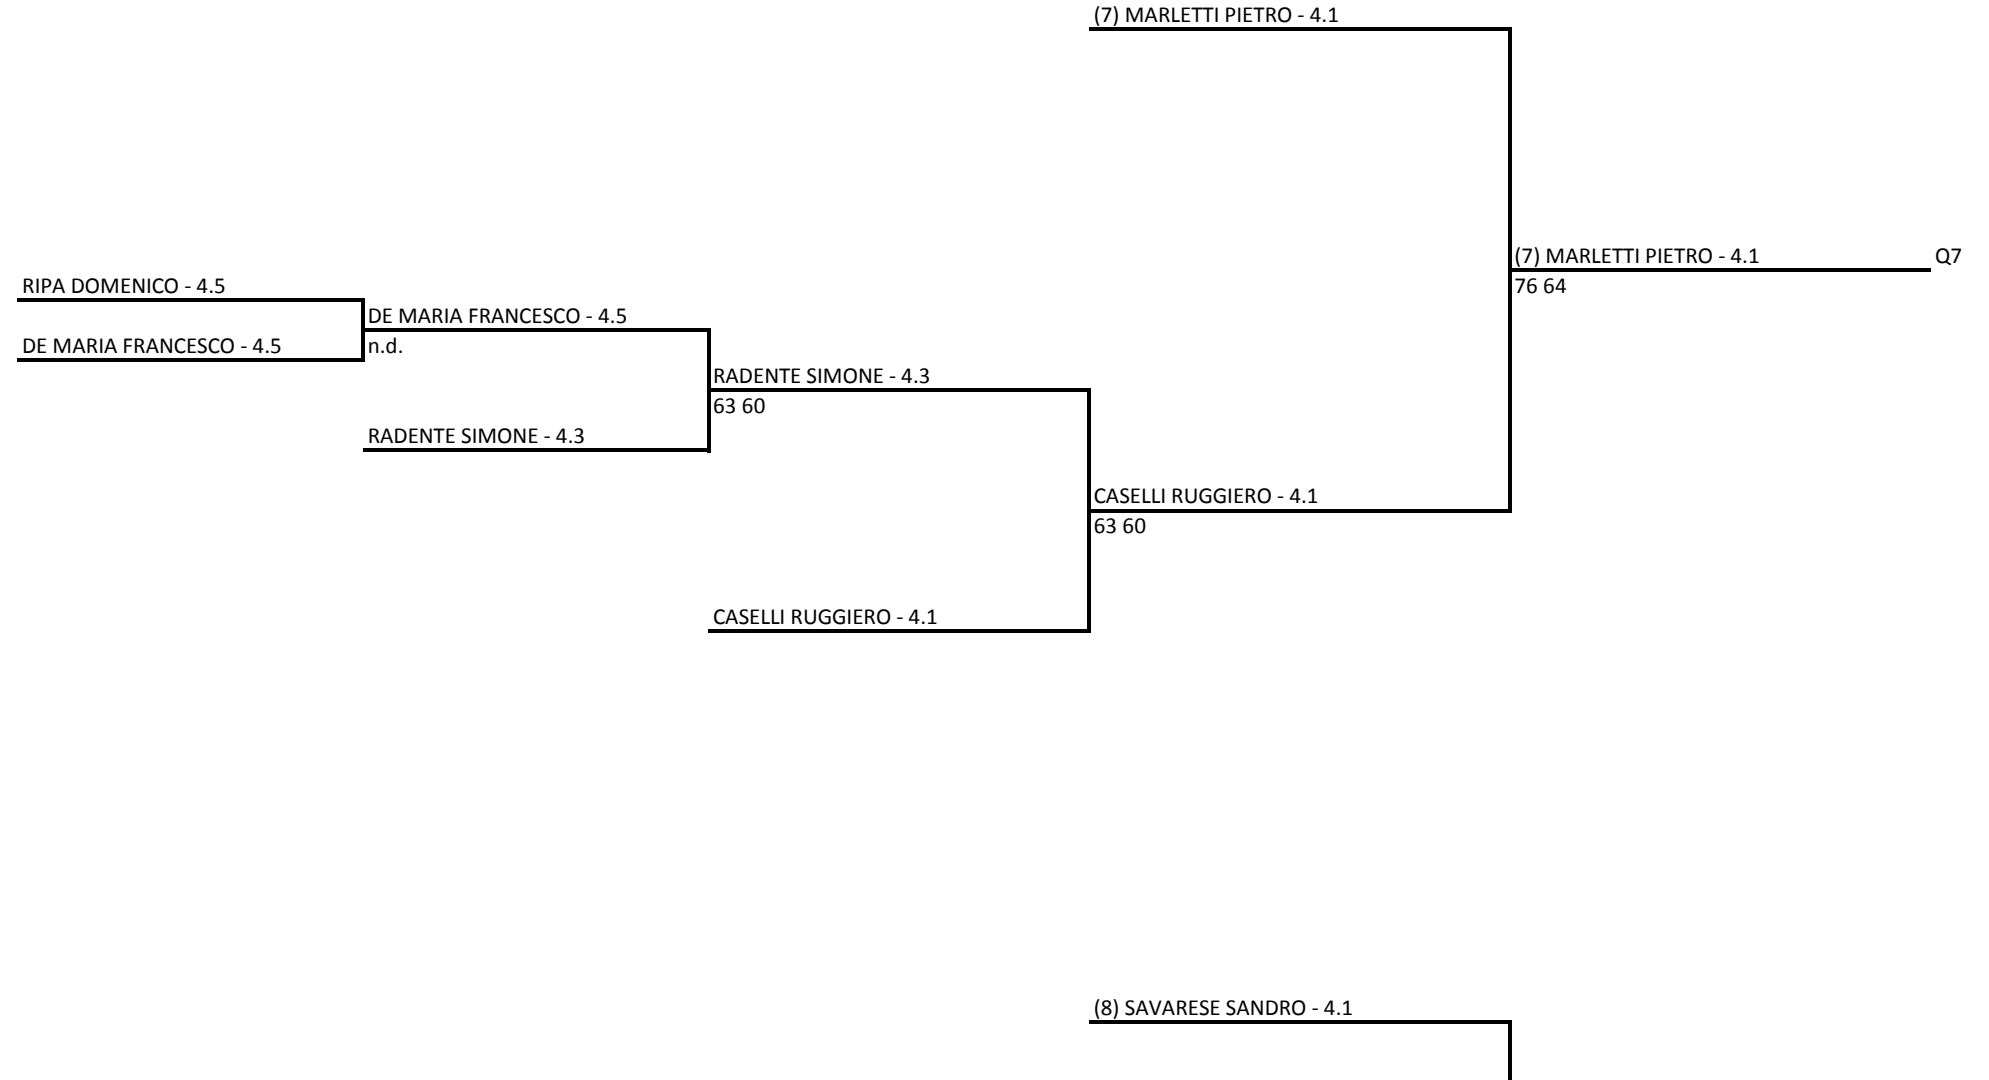 (7) MARLETTI PIETRO - 4.1
(7) MARLETTI PIETRO - 4.1
Q7
RIPA DOMENICO - 4.5
76 64
DE MARIA FRANCESCO - 4.5
DE MARIA FRANCESCO - 4.5
n.d.
RADENTE SIMONE - 4.3
63 60
RADENTE SIMONE - 4.3
CASELLI RUGGIERO - 4.1
63 60
CASELLI RUGGIERO - 4.1
(8) SAVARESE SANDRO - 4.1